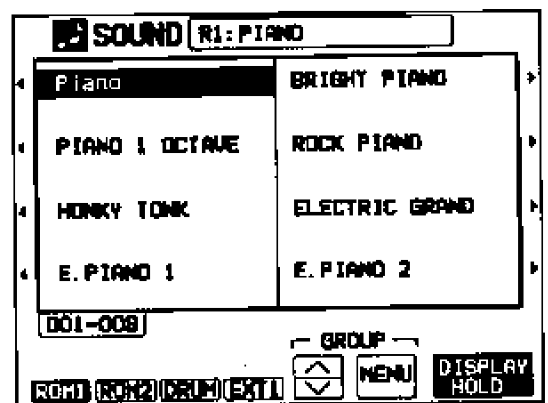 SOUND R1:PIANO
Piano BRIGHT PIANO
PIANO 1 OCTAVE ROCK PIANO
HONKY TONK ELECTRIC GRAND
E.PIANO 1 E.PIANO 2
001-008
GROUP
ROM1 ROM2 DRUM EXT1 MENU DISPLAY HOLD